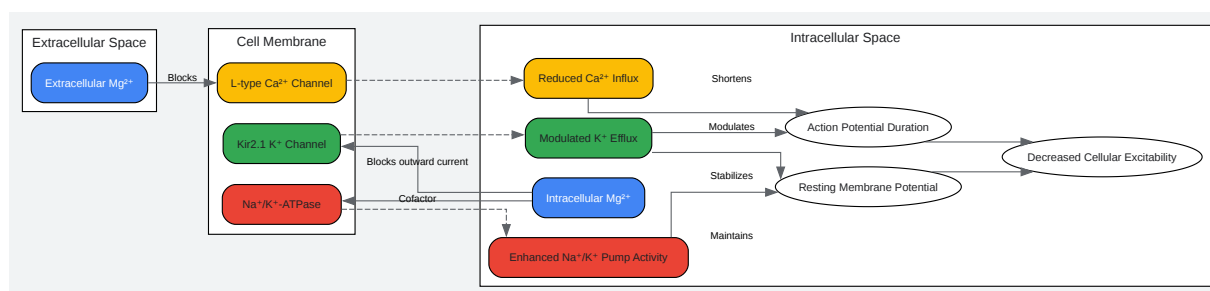 Extracellular Space
Extracellular Mg²⁺
Blocks
Cell Membrane
L-type Ca²⁺ Channel
Kir2.1 K⁺ Channel
Na⁺/K⁺-ATPase
Blocks outward current
Cofactor
Intracellular Space
Reduced Ca²⁺ Influx
Modulated K⁺ Efflux
Intracellular Mg²⁺
Enhanced Na⁺/K⁺ Pump Activity
Shortens
Modulates
Stabilizes
Maintains
Action Potential Duration
Resting Membrane Potential
Decreased Cellular Excitability